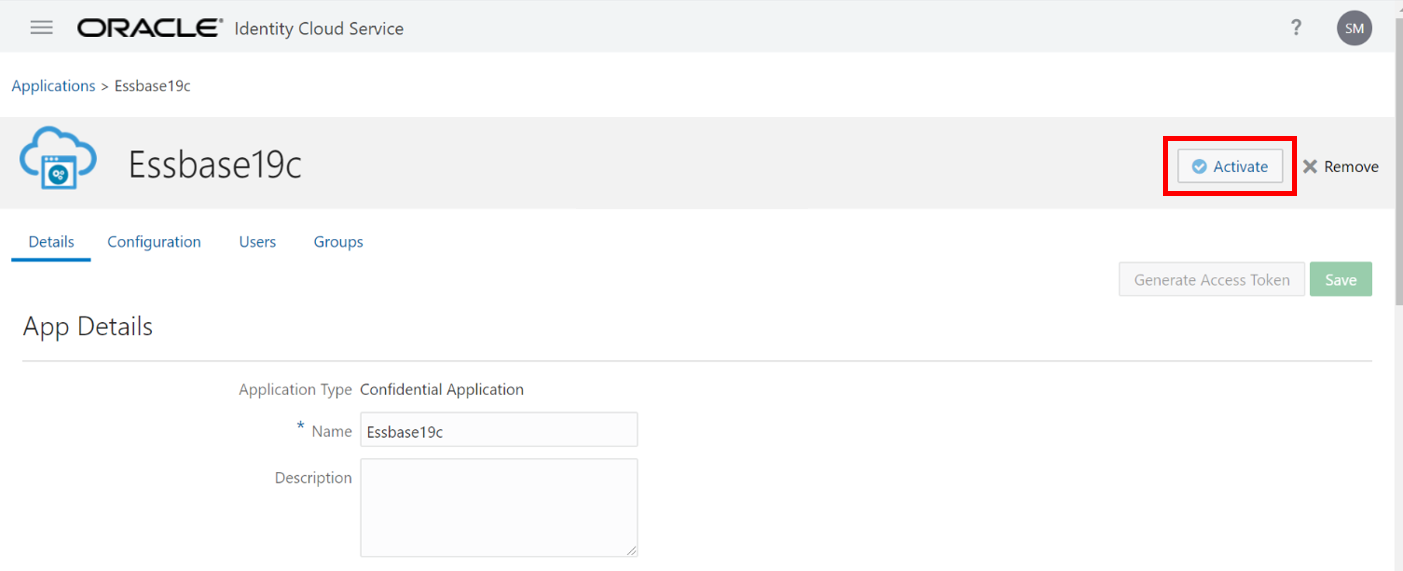 ORACLE Identity Cloud Service ? SM
Applications > Essbase19c
Essbase19c Activate Remove
Details Configuration Users Groups
Generate Access Token Save
App Details
Application Type Confidential Application
* Name Essbase19c
Description